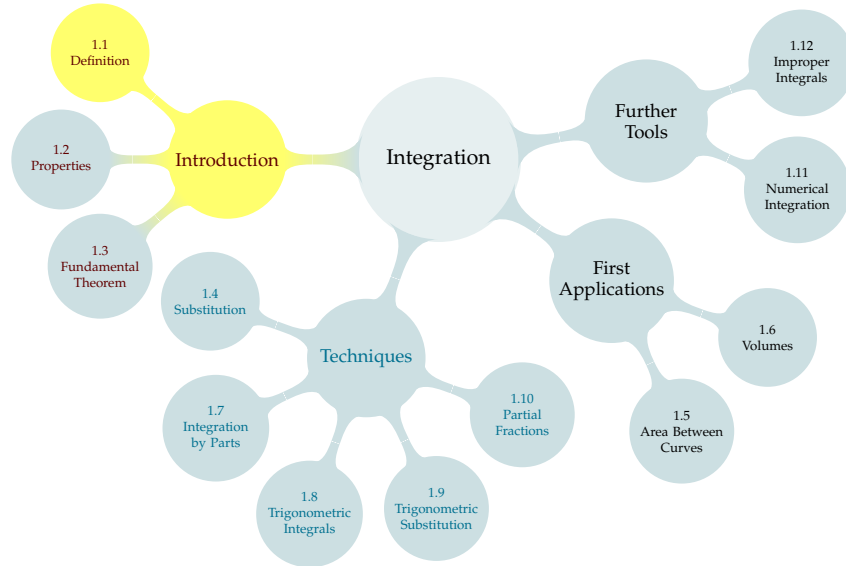 Integration
Introduction
1.1
Definition
1.2
Properties
1.3
Fundamental
Theorem
Techniques
1.4
Substitution
1.7
Integration
by Parts
1.8
Trigonometric
Integrals
1.9
Trigonometric
Substitution
1.10
Partial
Fractions
First
Applications
1.5
Area Between
Curves
1.6
Volumes
Further
Tools
1.11
Numerical
Integration
1.12
Improper
Integrals